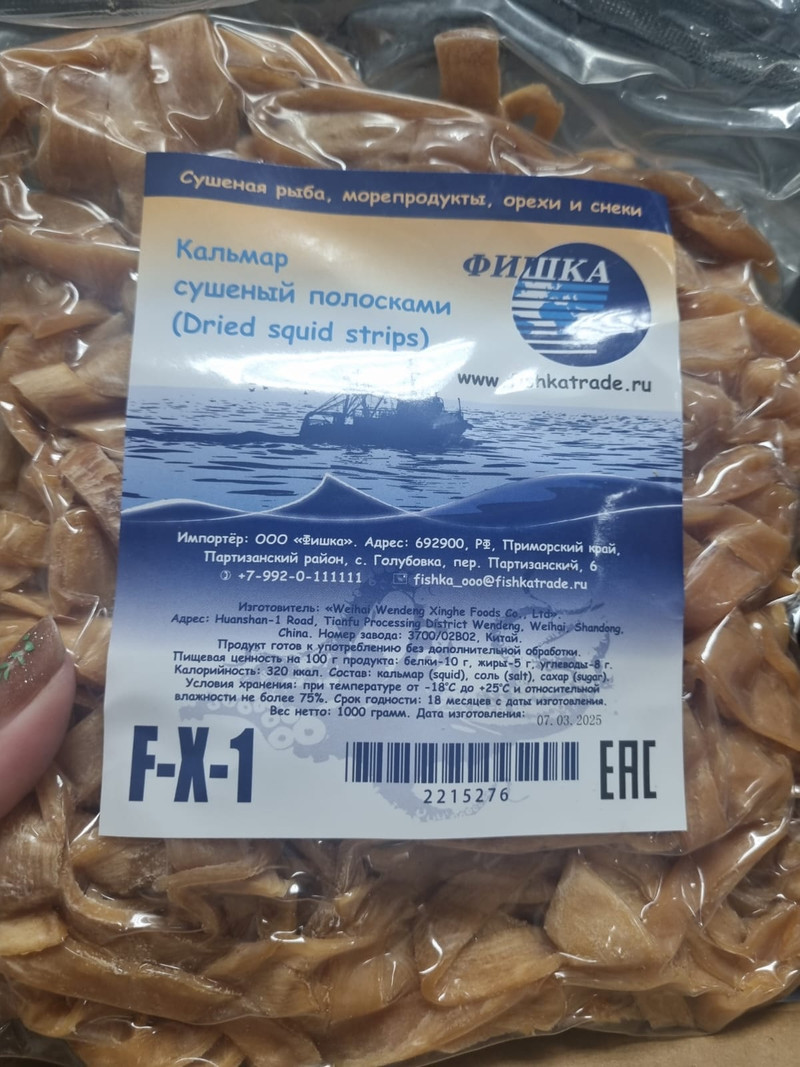 Сушеная рыба, морепродукты, орехи и снеки
Кальмар
сушеный полосками
(Dried squid strips)
ФИШКА
www.fishkatrade.ru
Импортёр: ООО «Фишка». Адрес: 692900, РФ, Приморский край,
Партизанский район, с. Голубовка, пер. Партизанский, 6
+7-992-0-111111 fishka_ooo@fishkatrade.ru
Изготовитель: «Weihai Wendeng Xinghe Foods Co., Ltd»
Адрес: Huanshan-1 Road, Tianfu Processing District Wendeng, Weihai, Shandong,
China. Номер завода: 3700/02B02, Китай.
Продукт готов к употреблению без дополнительной обработки.
Пищевая ценность на 100 г продукта: белки-10 г, жиры-5 г, углеводы-8 г.
Калорийность: 320 ккал. Состав: кальмар (squid), соль (salt), сахар (sugar).
Условия хранения: при температуре от -18°С до +25°С и относительной
влажности не более 75%. Срок годности: 18 месяцев с даты изготовления.
Вес нетто: 1000 грамм. Дата изготовления: 07.03.2025
F-X-1
2215276
EAC